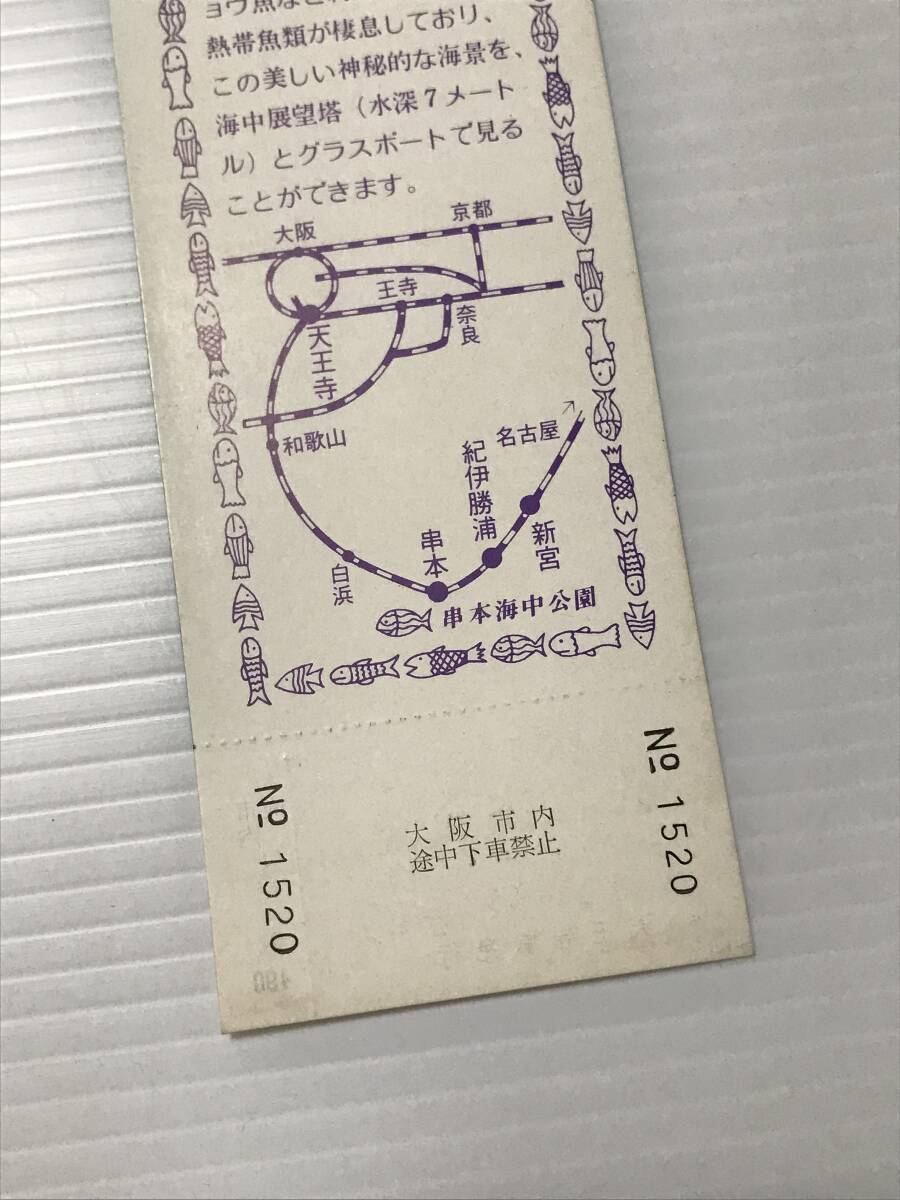 熱帯魚類が棲息しており、
この美しい神秘的な海景を、
海中展望塔（水深７メート
ル）とグラスボートで見る
ことができます。
京都
大阪
王寺
奈良
天王寺
和歌山
名古屋
紀伊勝浦
新宮
串本
白浜
串本海中公園
№ 1520
№ 1520
大阪市内
途中下車禁止